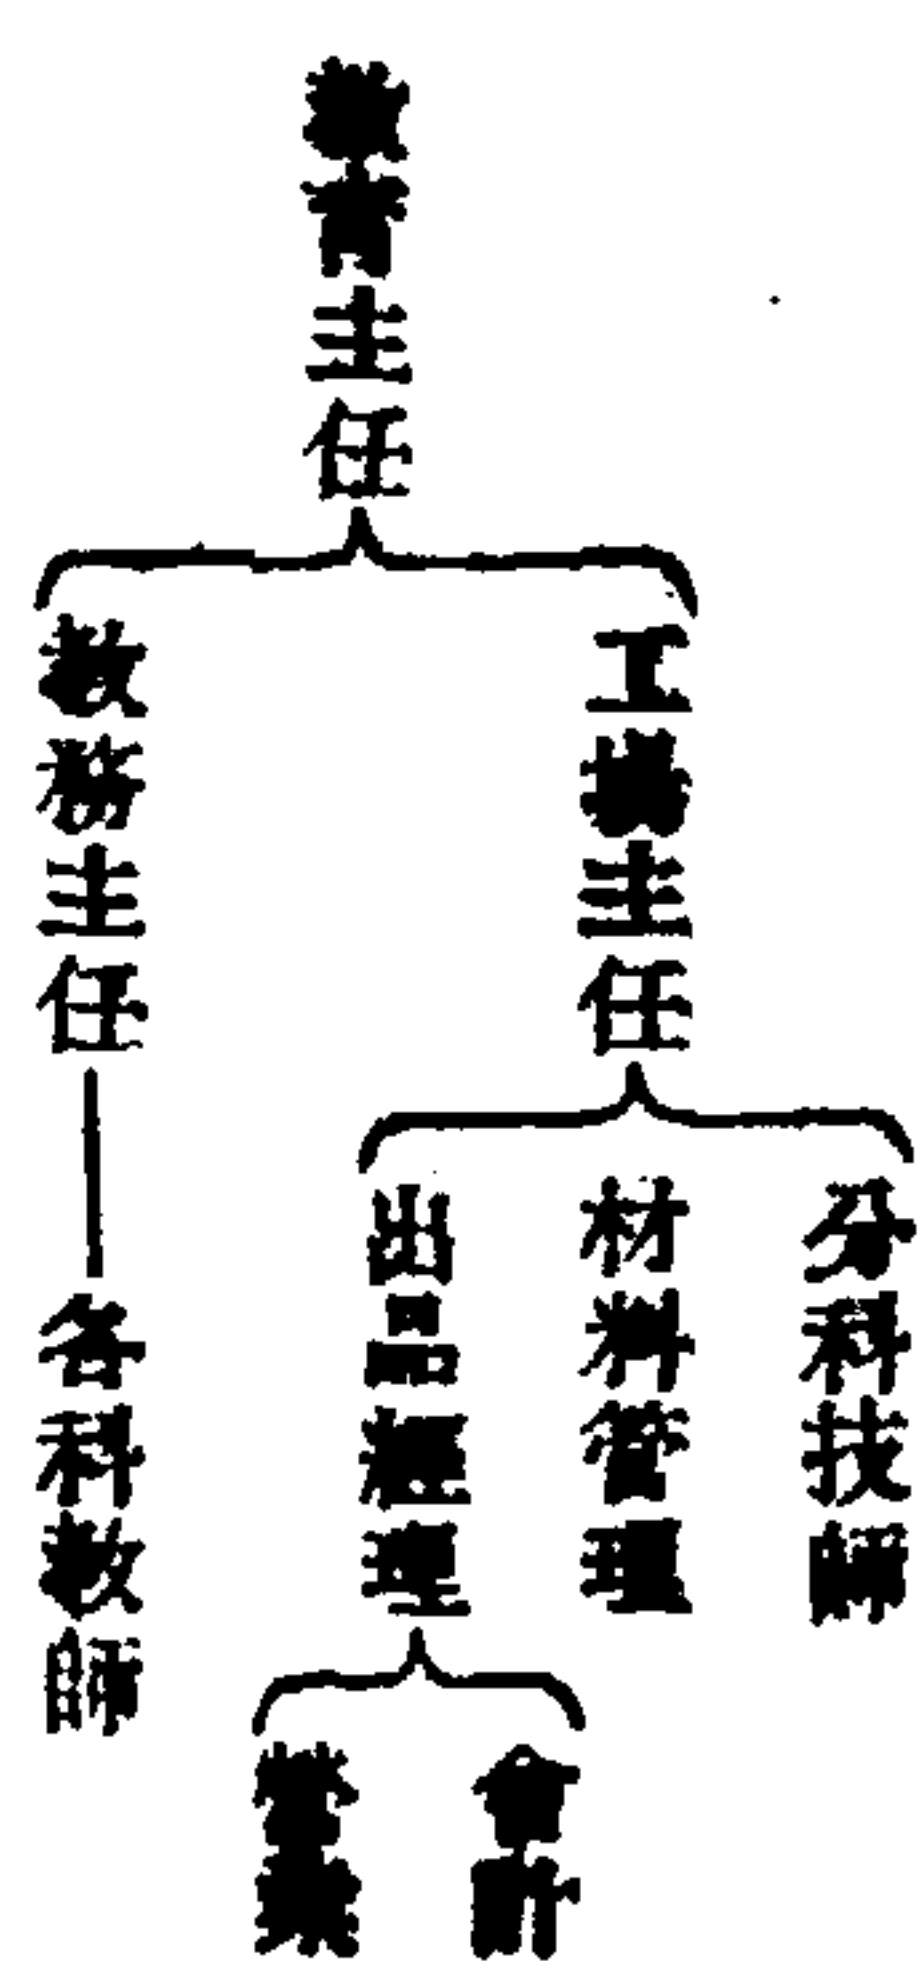 教育主任
工場主任
分科技師
材料管理
出品經理
會計
營業
教務主任
各科教師